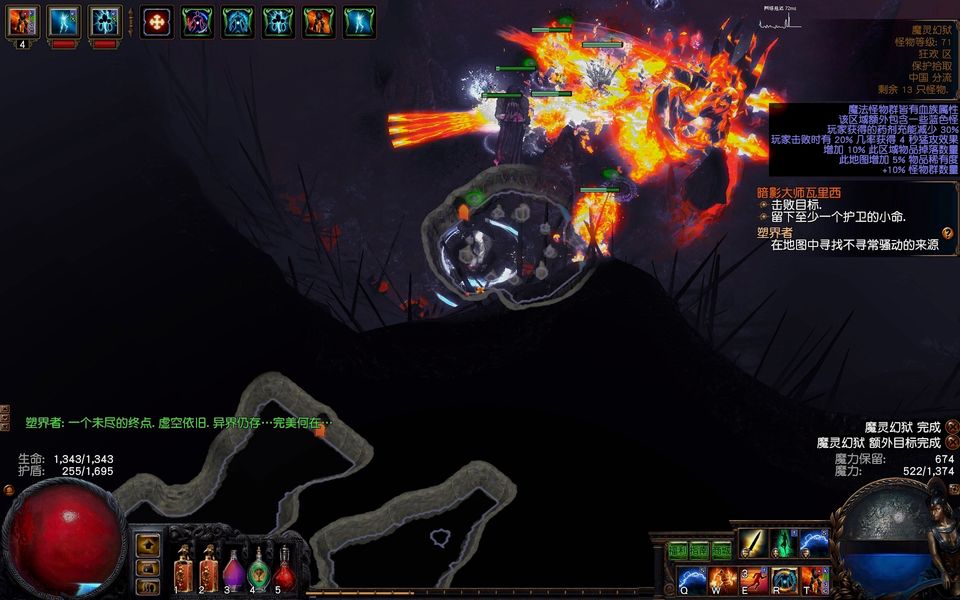 4
网络延迟 72ms
魔灵幻狱
怪物等级: 71
狂欢 区
保护拾取
中国 分流
剩余 13 只怪物.
魔法怪物群皆有血族属性
该区域额外包含一些蓝色怪
玩家获得的药剂充能减少 30%
玩家击败时有 20% 几率获得 4 秒猛攻效果
增加 10% 此区域物品掉落数量
此地图增加 5% 物品稀有度
+10% 怪物群数量
暗影大师瓦里西
击败目标.
留下至少一个护卫的小命.
塑界者
在地图中寻找不寻常骚动的来源
塑界者: 一个未尽的终点. 虚空依旧. 异界仍存…完美何在…
魔灵幻狱 完成
魔灵幻狱 额外目标完成
生命: 1,343/1,343
护盾: 255/1,695
魔力保留: 674
魔力: 522/1,374
1 2 3 4 5
3
Q W E R T